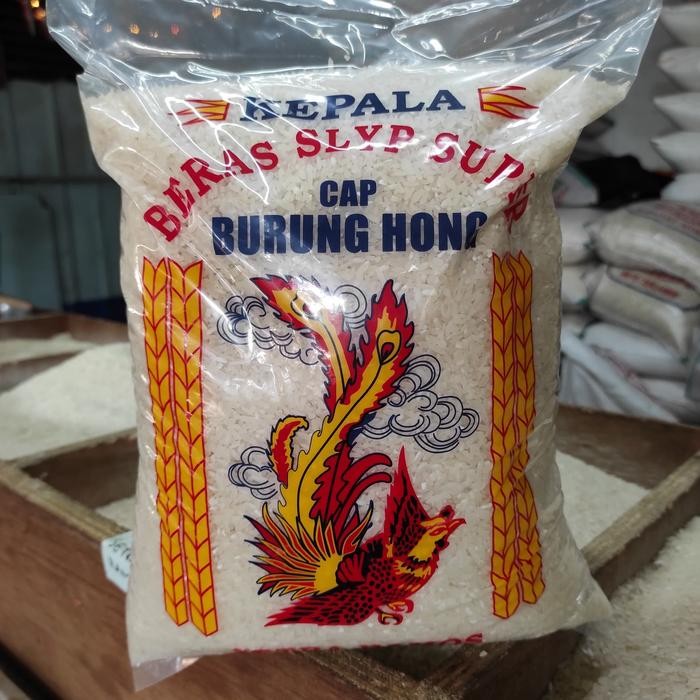 KEPALA
BERAS SLYP SUPER
CAP
BURUNG HONG